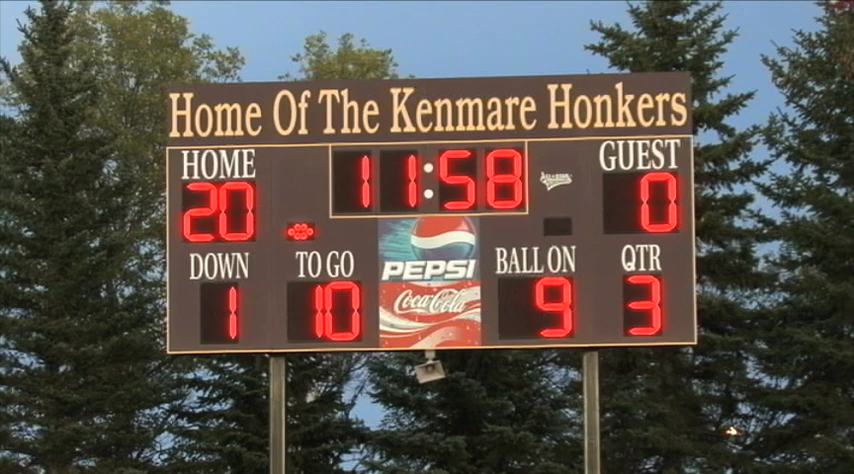 Home Of The Kenmare Honkers
HOME 11:58 GUEST
20 0
DOWN TO GO PEPSI BALL ON QTR
1 10 Coca-Cola 9 3